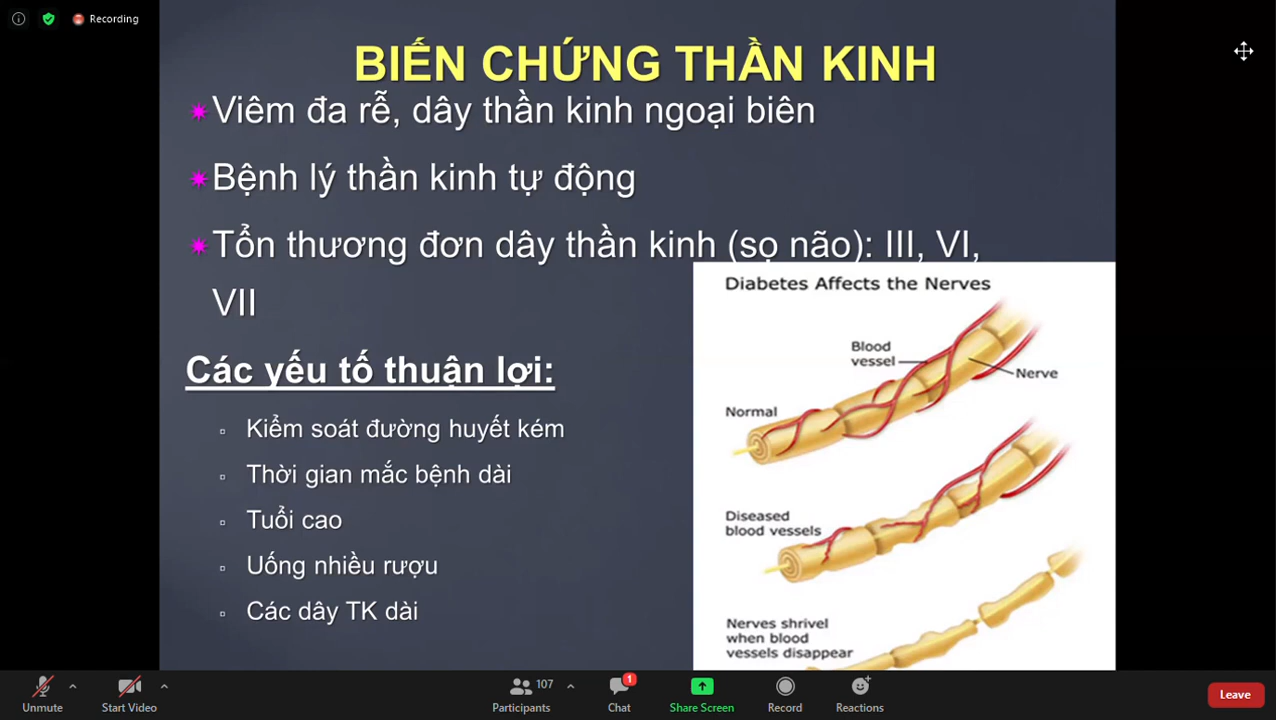 Recording
BIẾN CHỨNG THẦN KINH
Viêm đa rễ, dây thần kinh ngoại biên
Bệnh lý thần kinh tự động
Tổn thương đơn dây thần kinh (sọ não): III, VI,
VII
Các yếu tố thuận lợi:
Kiểm soát đường huyết kém
Thời gian mắc bệnh dài
Tuổi cao
Uống nhiều rượu
Các dây TK dài
Diabetes Affects the Nerves
Blood
vessel
Nerve
Normal
Diseased
blood vessels
Nerves shrivel
when blood
vessels disappear
Unmute
Start Video
107
Participants
1
Chat
Share Screen
Record
Reactions
Leave